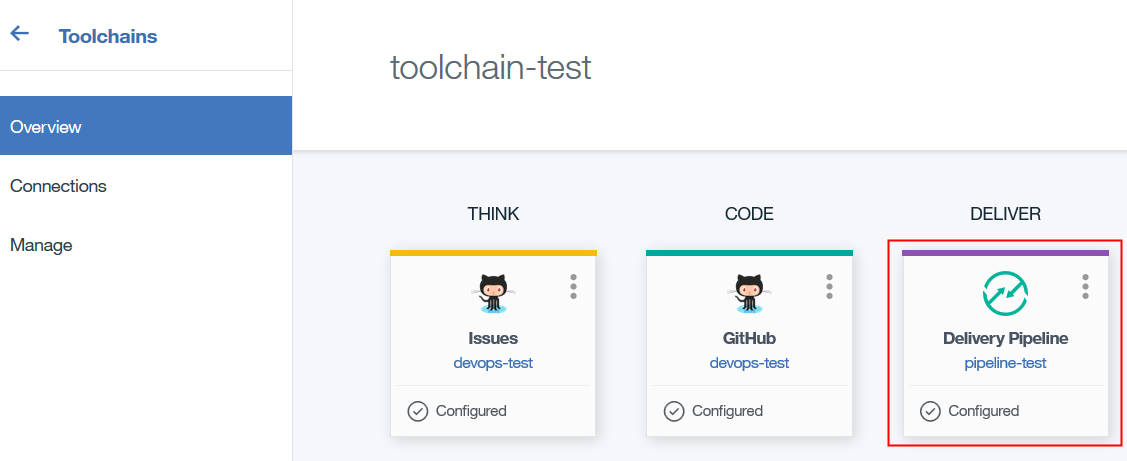 Toolchains
toolchain-test
Overview
Connections
Manage
THINK
CODE
DELIVER
Issues
devops-test
Configured
GitHub
devops-test
Configured
Delivery Pipeline
pipeline-test
Configured